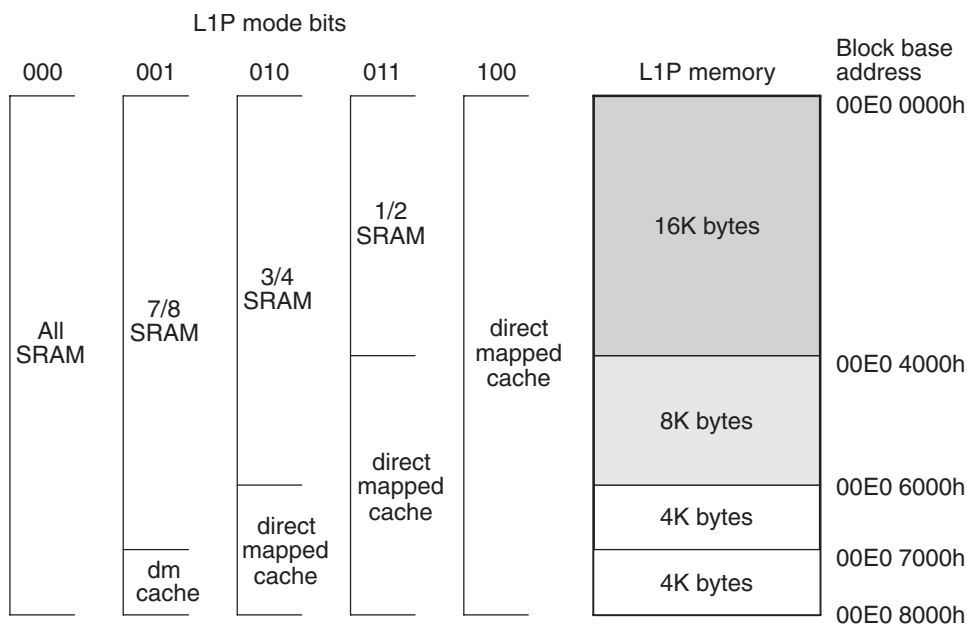 L1P mode bits
000 001 010 011 100 L1P memory
Block base
address
00E0 0000h
1/2
SRAM
16K bytes
3/4
SRAM
7/8
SRAM
All
SRAM
direct
mapped
cache
00E0 4000h
8K bytes
direct
mapped
cache
00E0 6000h
4K bytes
direct
mapped
cache
00E0 7000h
dm
cache
4K bytes
00E0 8000h